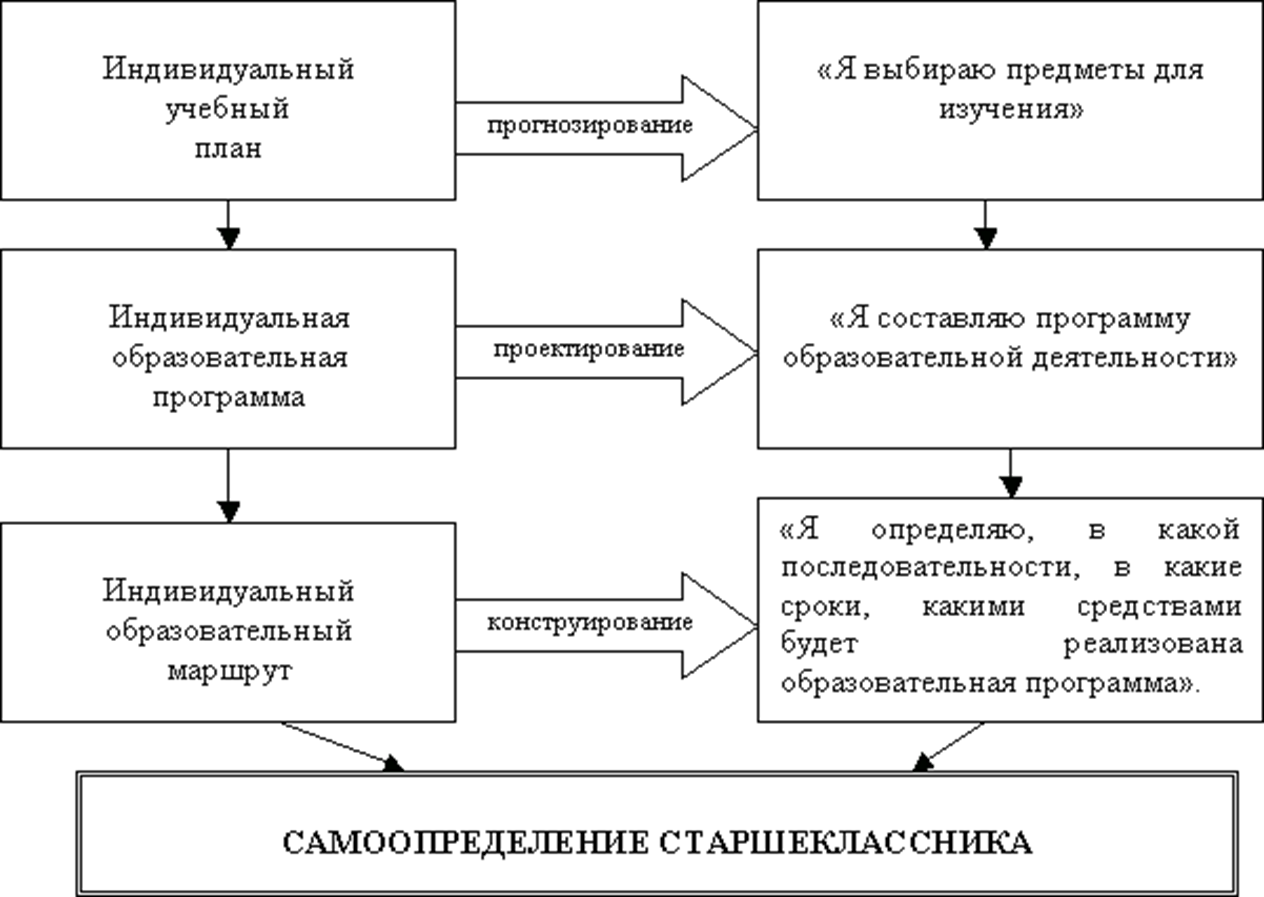 Индивидуальный
учебный
план
прогнозирование
«Я выбираю предметы для
изучения»
Индивидуальная
образовательная
программа
проектирование
«Я составляю программу
образовательной деятельности»
Индивидуальный
образовательный
маршрут
конструирование
«Я определяю, в какой
последовательности, в какие
сроки, какими средствами
будет реализована
образовательная программа».
САМООПРЕДЕЛЕНИЕ СТАРШЕКЛАССНИКА